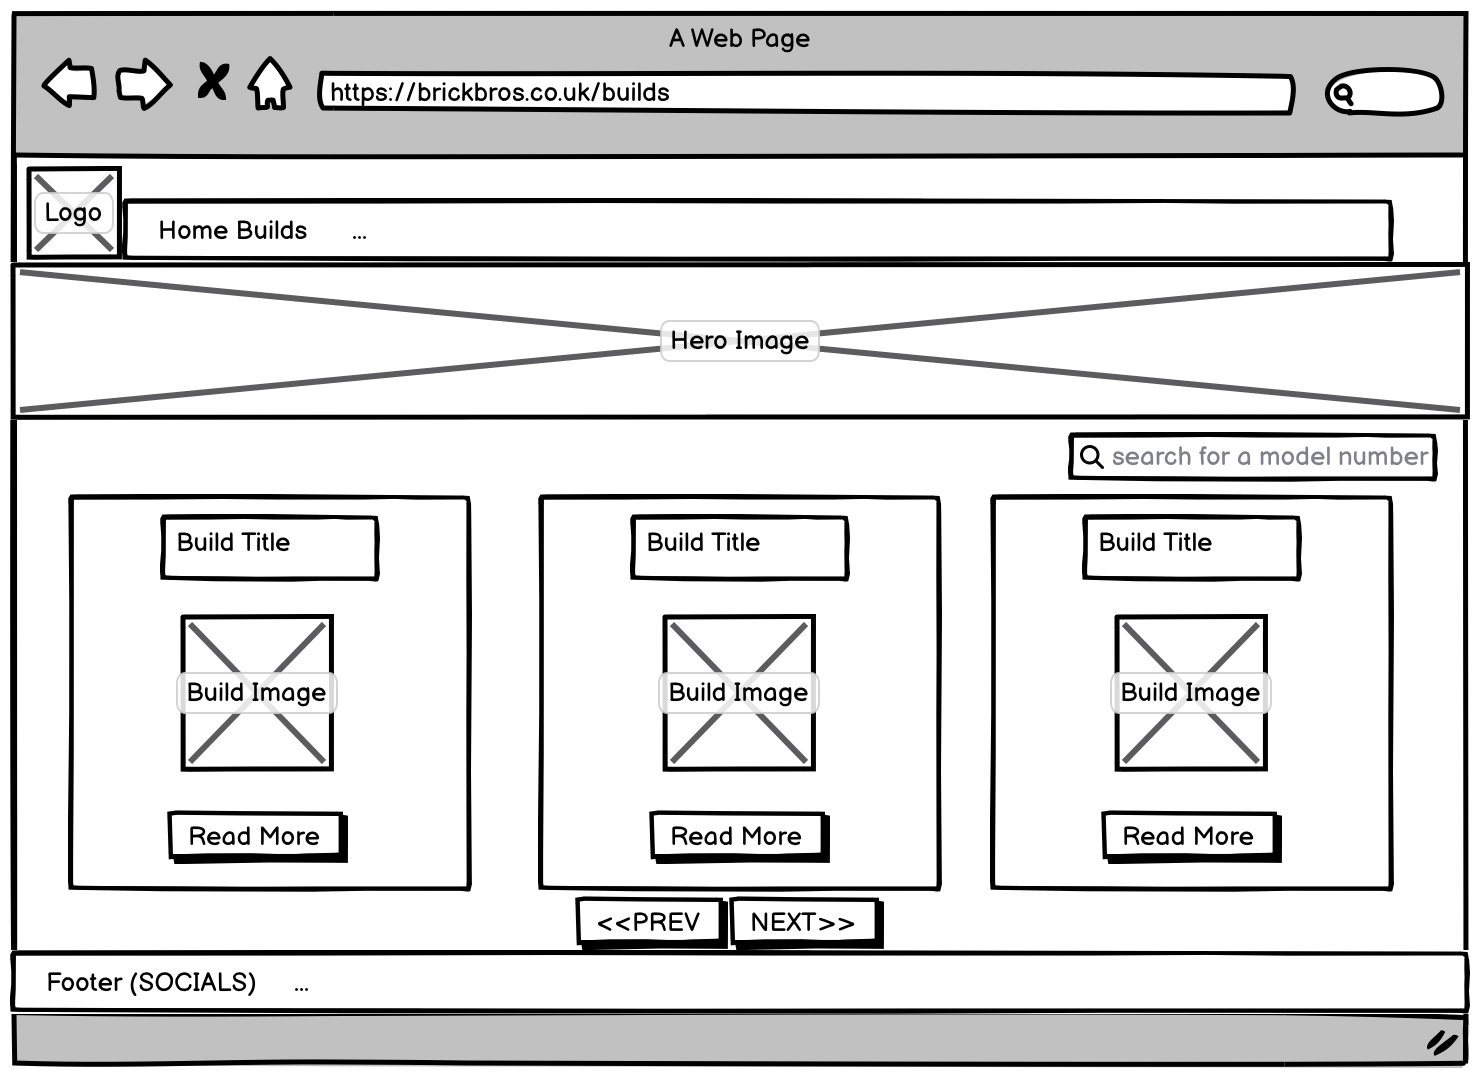 A Web Page
https://brickbros.co.uk/builds
Logo
Home Builds ...
Hero Image
search for a model number
Build Title
Build Title
Build Title
Build Image
Build Image
Build Image
Read More
Read More
Read More
<<PREV
NEXT>>
Footer (SOCIALS) ...